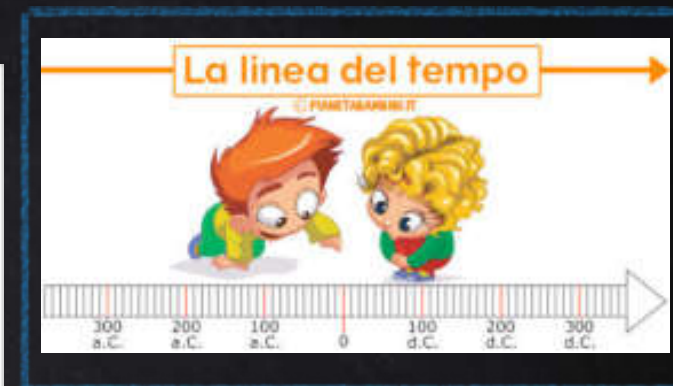 La linea del tempo
© PIANETABAMBINI.IT
300 a.C. 200 a.C. 100 a.C. 0 100 d.C. 200 d.C. 300 d.C.